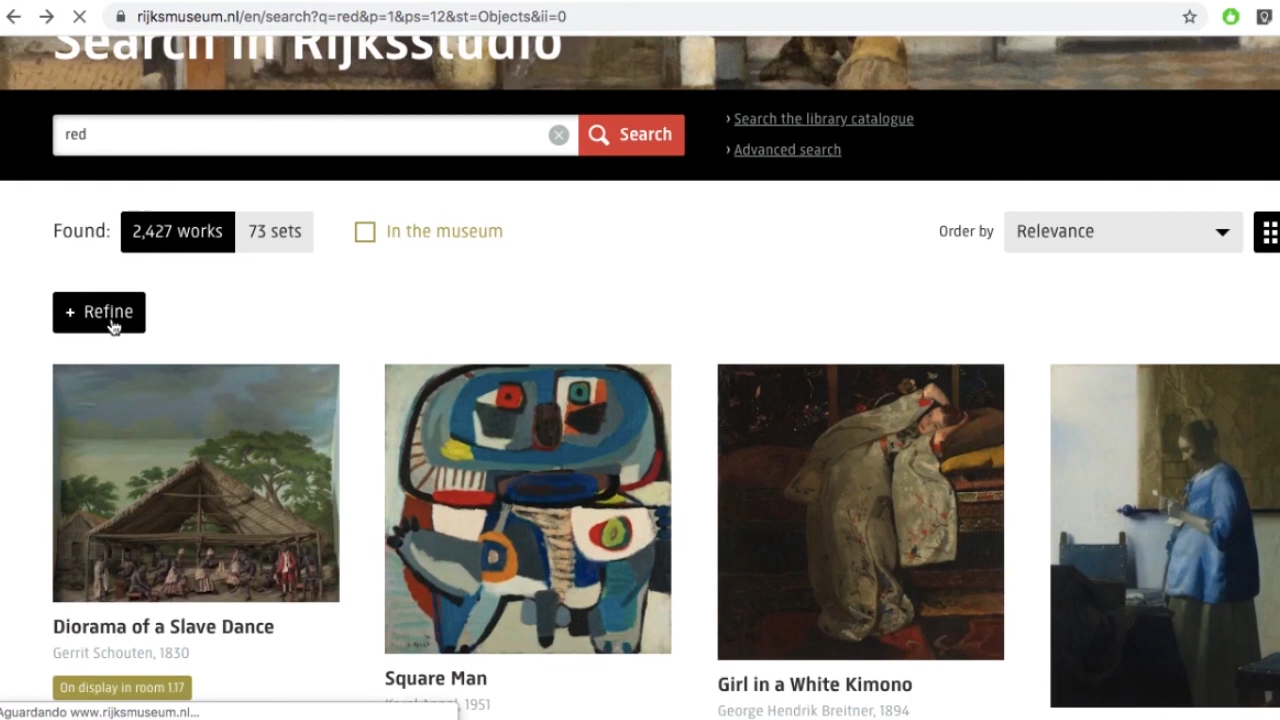 rijksmuseum.nl/en/search?q=red&p=1&ps=12&st=Objects&ii=0
Search in Rijksstudio
red
Search
› Search the library catalogue
› Advanced search
Found: 2,427 works 73 sets
In the museum
Order by Relevance
+ Refine
Diorama of a Slave Dance
Gerrit Schouten, 1830
On display in room 1.17
Square Man
Karel Appel, 1951
Girl in a White Kimono
George Hendrik Breitner, 1894
Aguardando www.rijksmuseum.nl...